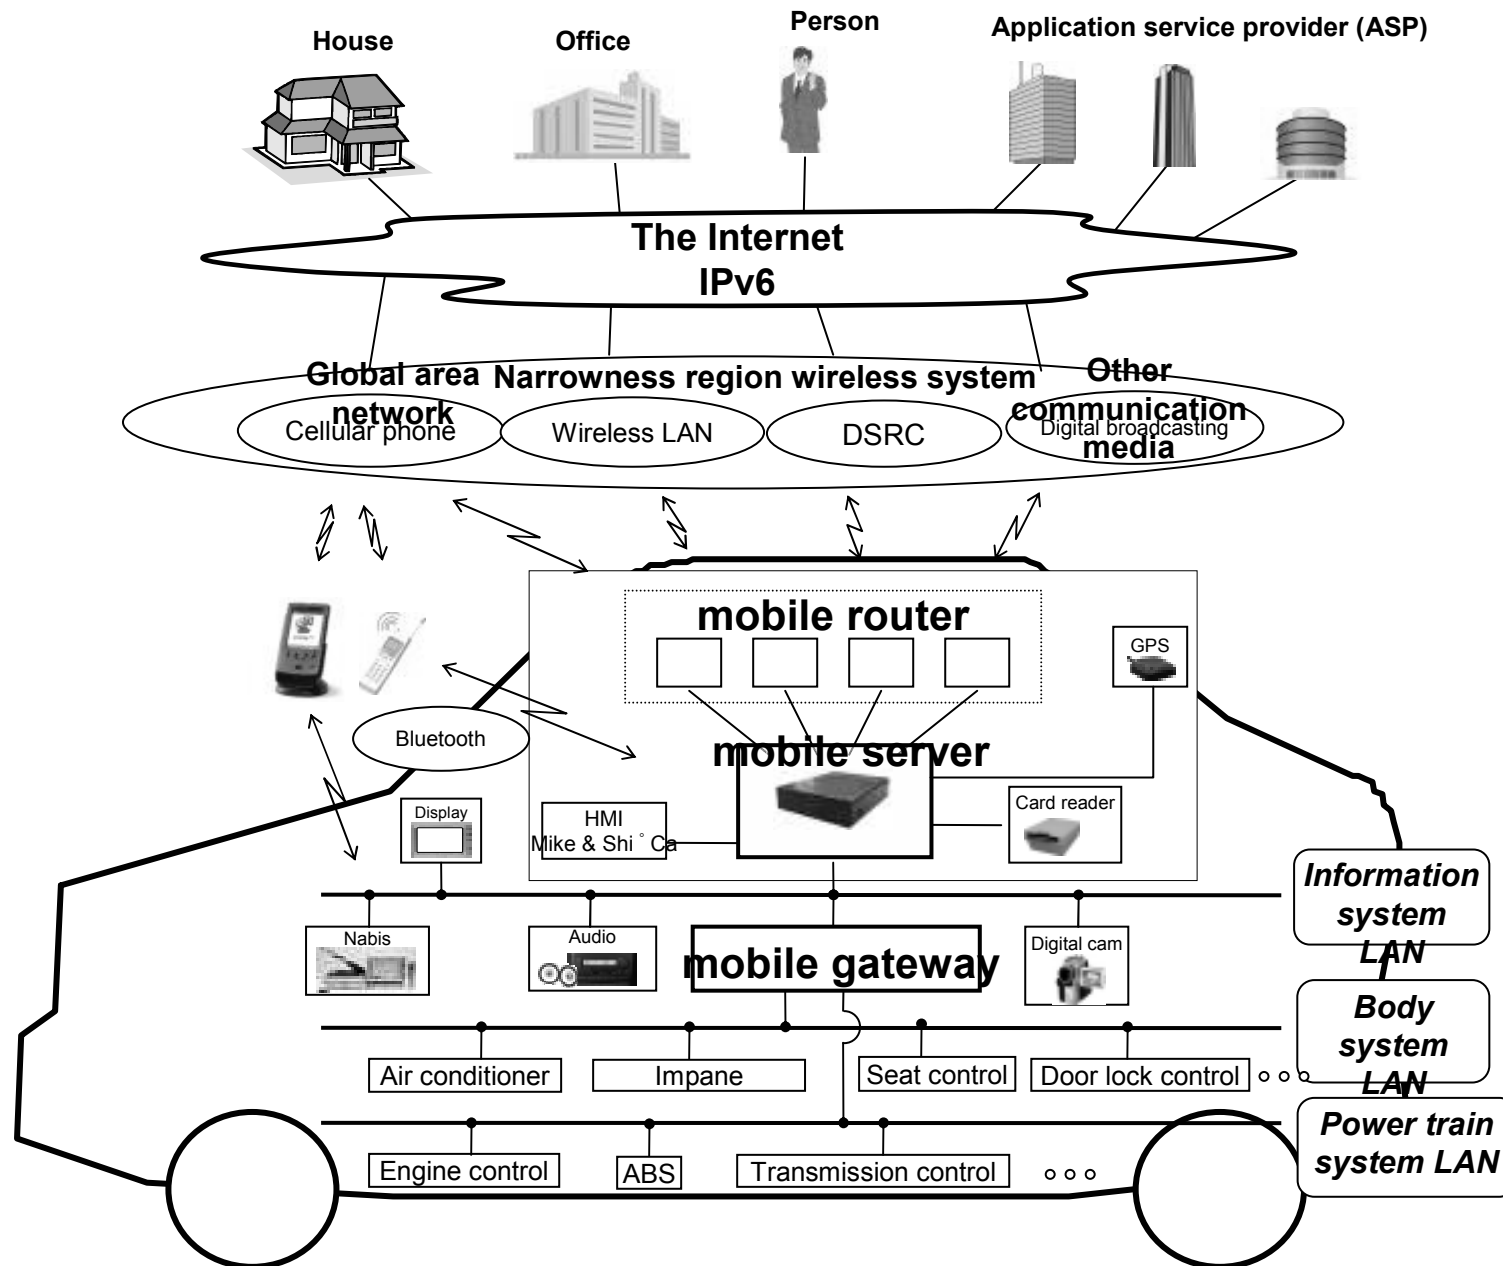 House
Office
Person
Application service provider (ASP)
The Internet
IPv6
Global area
network
Narrowness region wireless system
Other
communication
media
Cellular phone
Wireless LAN
DSRC
Digital broadcasting
mobile router
GPS
Bluetooth
mobile server
Display
HMI
Mike & Shi ゜ Ca
Card reader
Information
system
LAN
Nabis
Audio
mobile gateway
Digital cam
Body
system
LAN
Air conditioner
Impane
Seat control
Door lock control
Power train
system LAN
Engine control
ABS
Transmission control